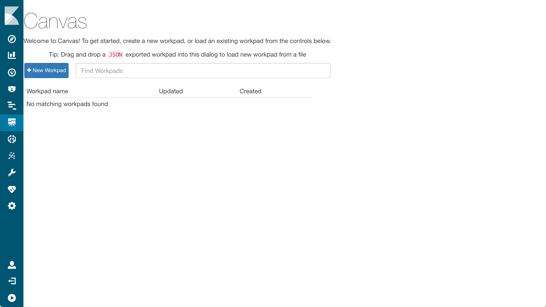 Canvas
Welcome to Canvas! To get started, create a new workpad, or load an existing workpad from the controls below.
Tip: Drag and drop a JSON exported workpad into this dialog to load new workpad from a file
+ New Workpad
Find Workpads
Workpad name Updated Created
No matching workpads found